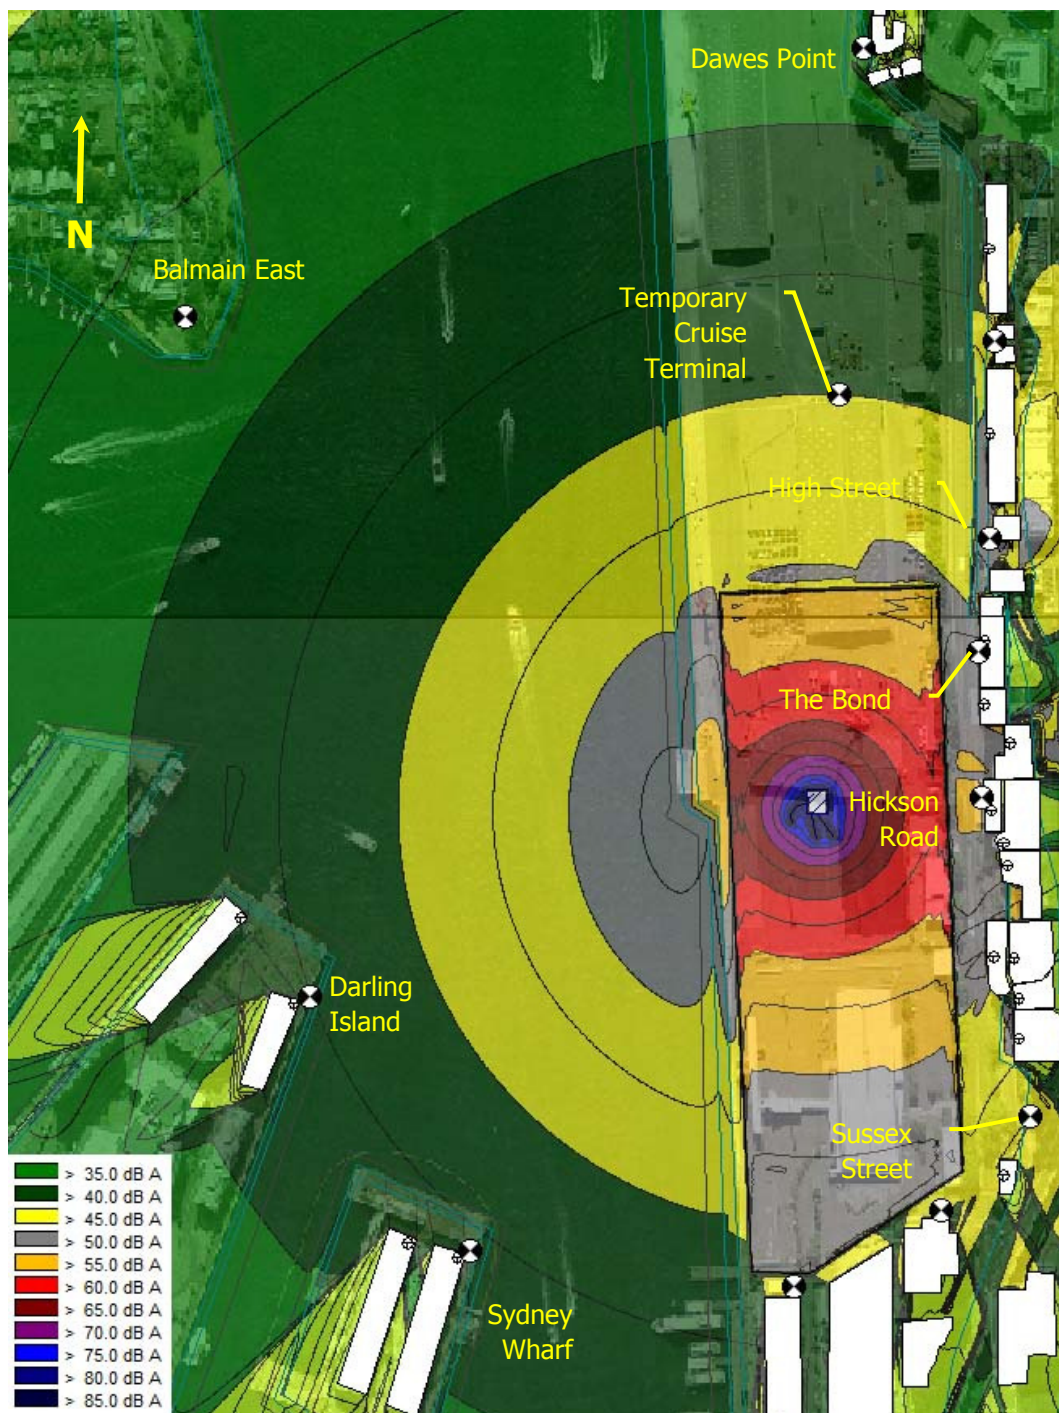 Dawes Point
N
Balmain East
Temporary
Cruise
Terminal
High Street
The Bond
Hickson
Road
Darling
Island
Sussex
Street
Sydney
Wharf
> 35.0 dB A
> 40.0 dB A
> 45.0 dB A
> 50.0 dB A
> 55.0 dB A
> 60.0 dB A
> 65.0 dB A
> 70.0 dB A
> 75.0 dB A
> 80.0 dB A
> 85.0 dB A